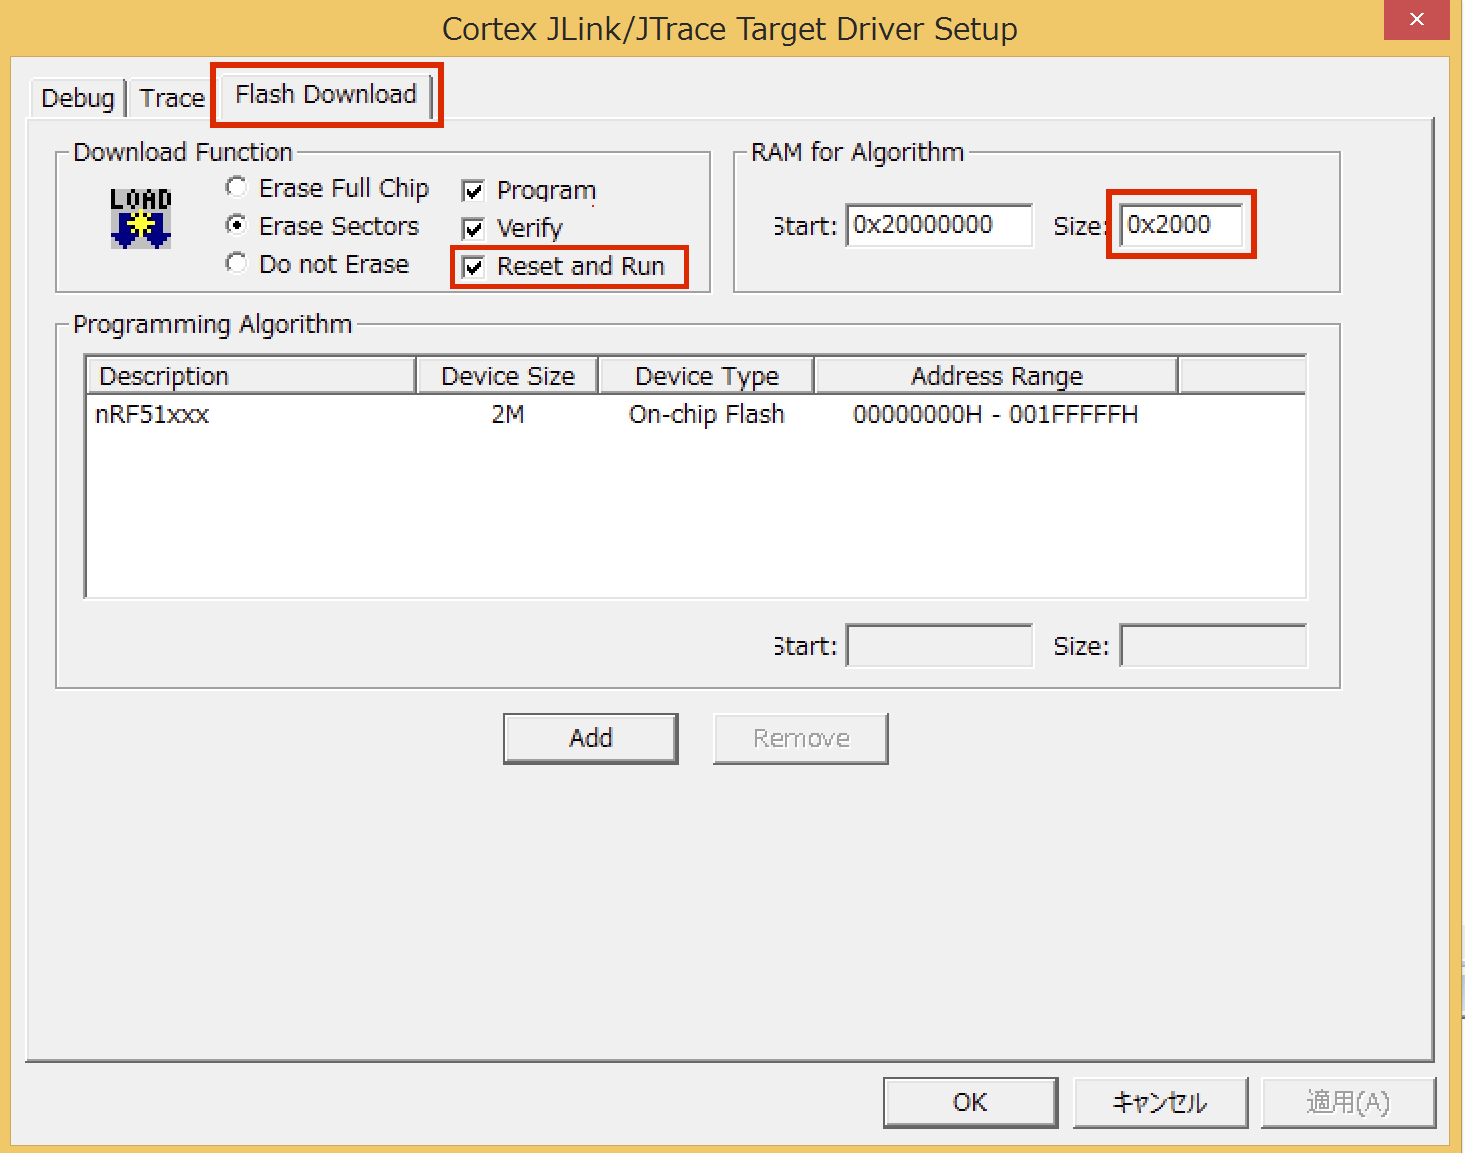 Cortex JLink/JTrace Target Driver Setup
Debug Trace Flash Download
Download Function
LOAD
Erase Full Chip
Erase Sectors
Do not Erase
Program
Verify
Reset and Run
RAM for Algorithm
Start: 0x20000000 Size: 0x2000
Programming Algorithm
Description Device Size Device Type Address Range
nRF51xxx 2M On-chip Flash 00000000H - 001FFFFFH
Start: Size:
Add Remove
OK キャンセル 適用(A)